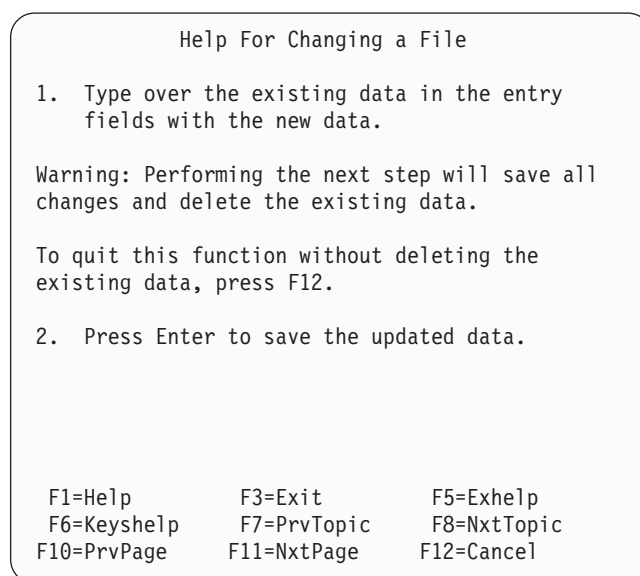 Help For Changing a File
1. Type over the existing data in the entry
fields with the new data.
Warning: Performing the next step will save all
changes and delete the existing data.
To quit this function without deleting the
existing data, press F12.
2. Press Enter to save the updated data.
F1=Help F3=Exit F5=Exhelp
F6=Keyshelp F7=PrvTopic F8=NxtTopic
F10=PrvPage F11=NxtPage F12=Cancel